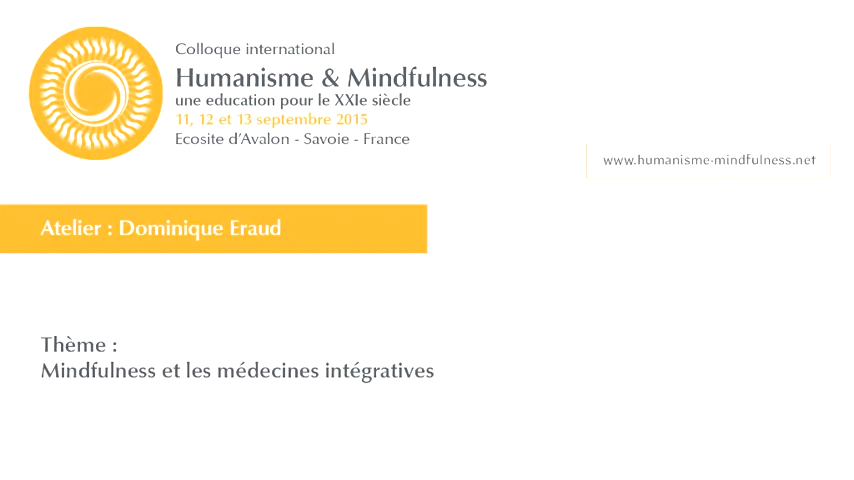 Colloque international
Humanisme & Mindfulness
une education pour le XXIe siècle
11, 12 et 13 septembre 2015
Ecosite d'Avalon - Savoie - France
www.humanisme-mindfulness.net
Atelier : Dominique Eraud
Thème :
Mindfulness et les médecines intégratives